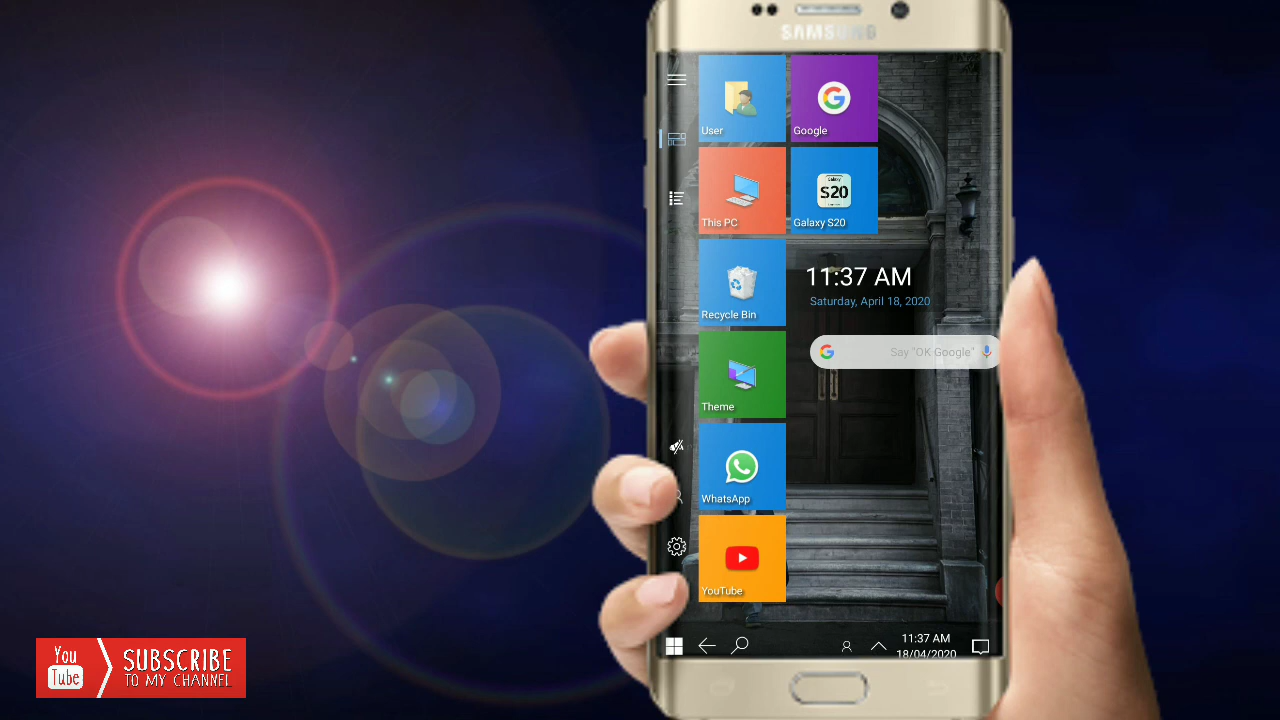 SAMSUNG
User
Google
This PC
Galaxy
S20
Galaxy S20
Recycle Bin
11:37 AM
Saturday, April 18, 2020
Say "OK Google"
Theme
WhatsApp
YouTube
11:37 AM
18/04/2020
You
Tube
SUBSCRIBE
TO MY CHANNEL